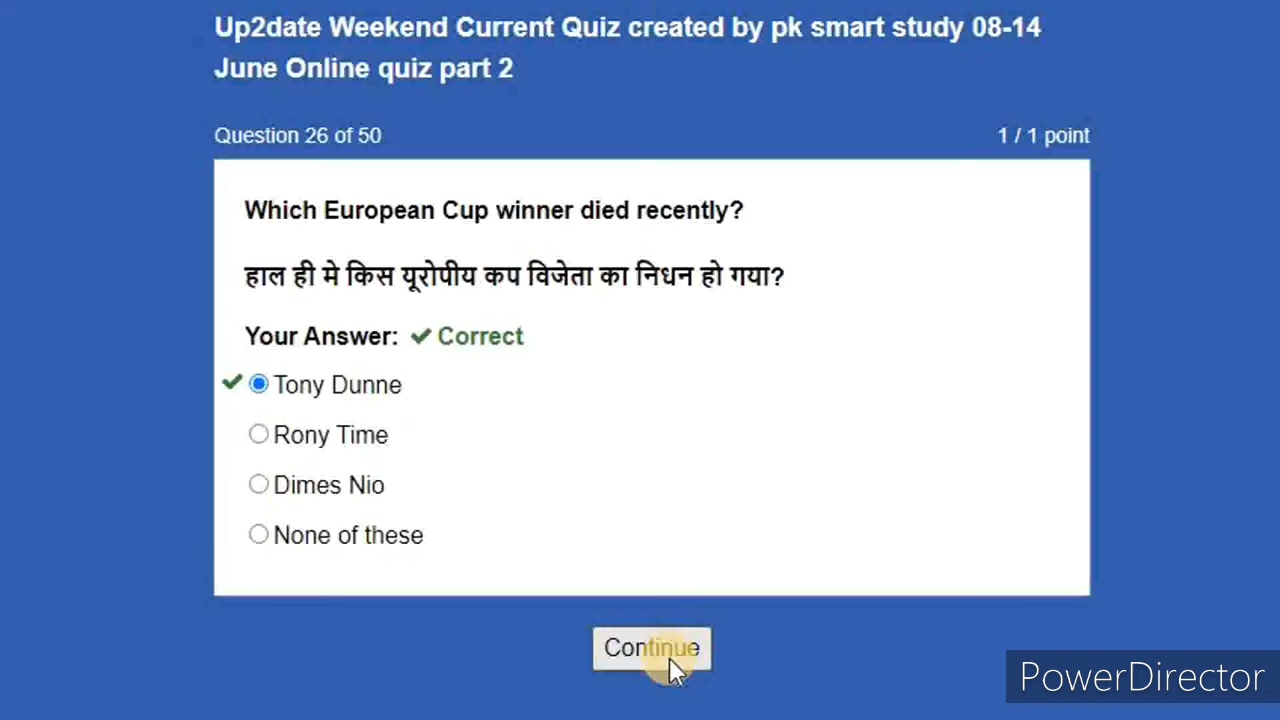 Up2date Weekend Current Quiz created by pk smart study 08-14
June Online quiz part 2
Question 26 of 50
1 / 1 point
Which European Cup winner died recently?
हाल ही मे किस यूरोपीय कप विजेता का निधन हो गया?
Your Answer: ✔ Correct
Tony Dunne
Rony Time
Dimes Nio
None of these
Continue
PowerDirector